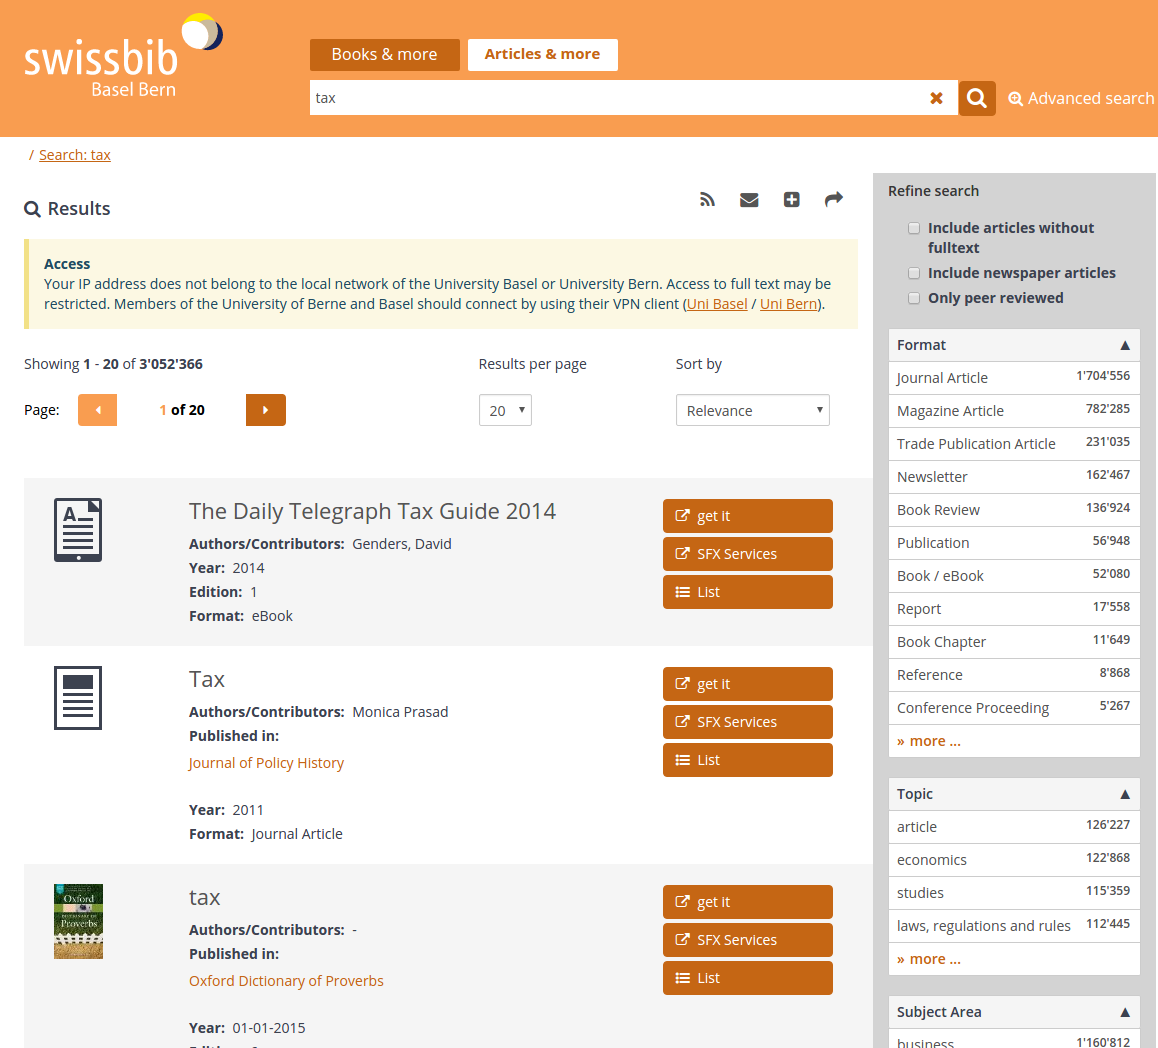 swissbib
Basel Bern
Books & more
Articles & more
tax
Advanced search
/ Search: tax
Results
Access
Your IP address does not belong to the local network of the University Basel or University Bern. Access to full text may be
restricted. Members of the University of Berne and Basel should connect by using their VPN client (Uni Basel / Uni Bern).
Showing 1 - 20 of 3'052'366
Results per page
Sort by
Page:
1 of 20
20
Relevance
The Daily Telegraph Tax Guide 2014
Authors/Contributors: Genders, David
Year: 2014
Edition: 1
Format: eBook
get it
SFX Services
List
Tax
Authors/Contributors: Monica Prasad
Published in:
Journal of Policy History
Year: 2011
Format: Journal Article
get it
SFX Services
List
Oxford
Dictionary of
Proverbs
tax
Authors/Contributors: -
Published in:
Oxford Dictionary of Proverbs
Year: 01-01-2015
get it
SFX Services
List
Refine search
Include articles without
fulltext
Include newspaper articles
Only peer reviewed
Format
Journal Article 1'704'556
Magazine Article 782'285
Trade Publication Article 231'035
Newsletter 162'467
Book Review 136'924
Publication 56'948
Book / eBook 52'080
Report 17'558
Book Chapter 11'649
Reference 8'868
Conference Proceeding 5'267
» more ...
Topic
article 126'227
economics 122'868
studies 115'359
laws, regulations and rules 112'445
» more ...
Subject Area
business 1'160'812